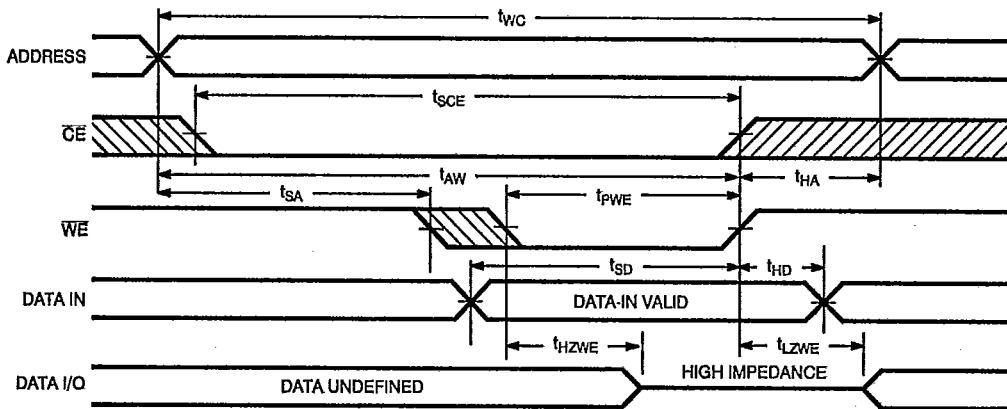 tWC
ADDRESS
tSCE
CE
tAW
tHA
tSA
tPWE
WE
tSD
tHD
DATA IN
DATA-IN VALID
tHZWE
tLZWE
HIGH IMPEDANCE
DATA I/O
DATA UNDEFINED